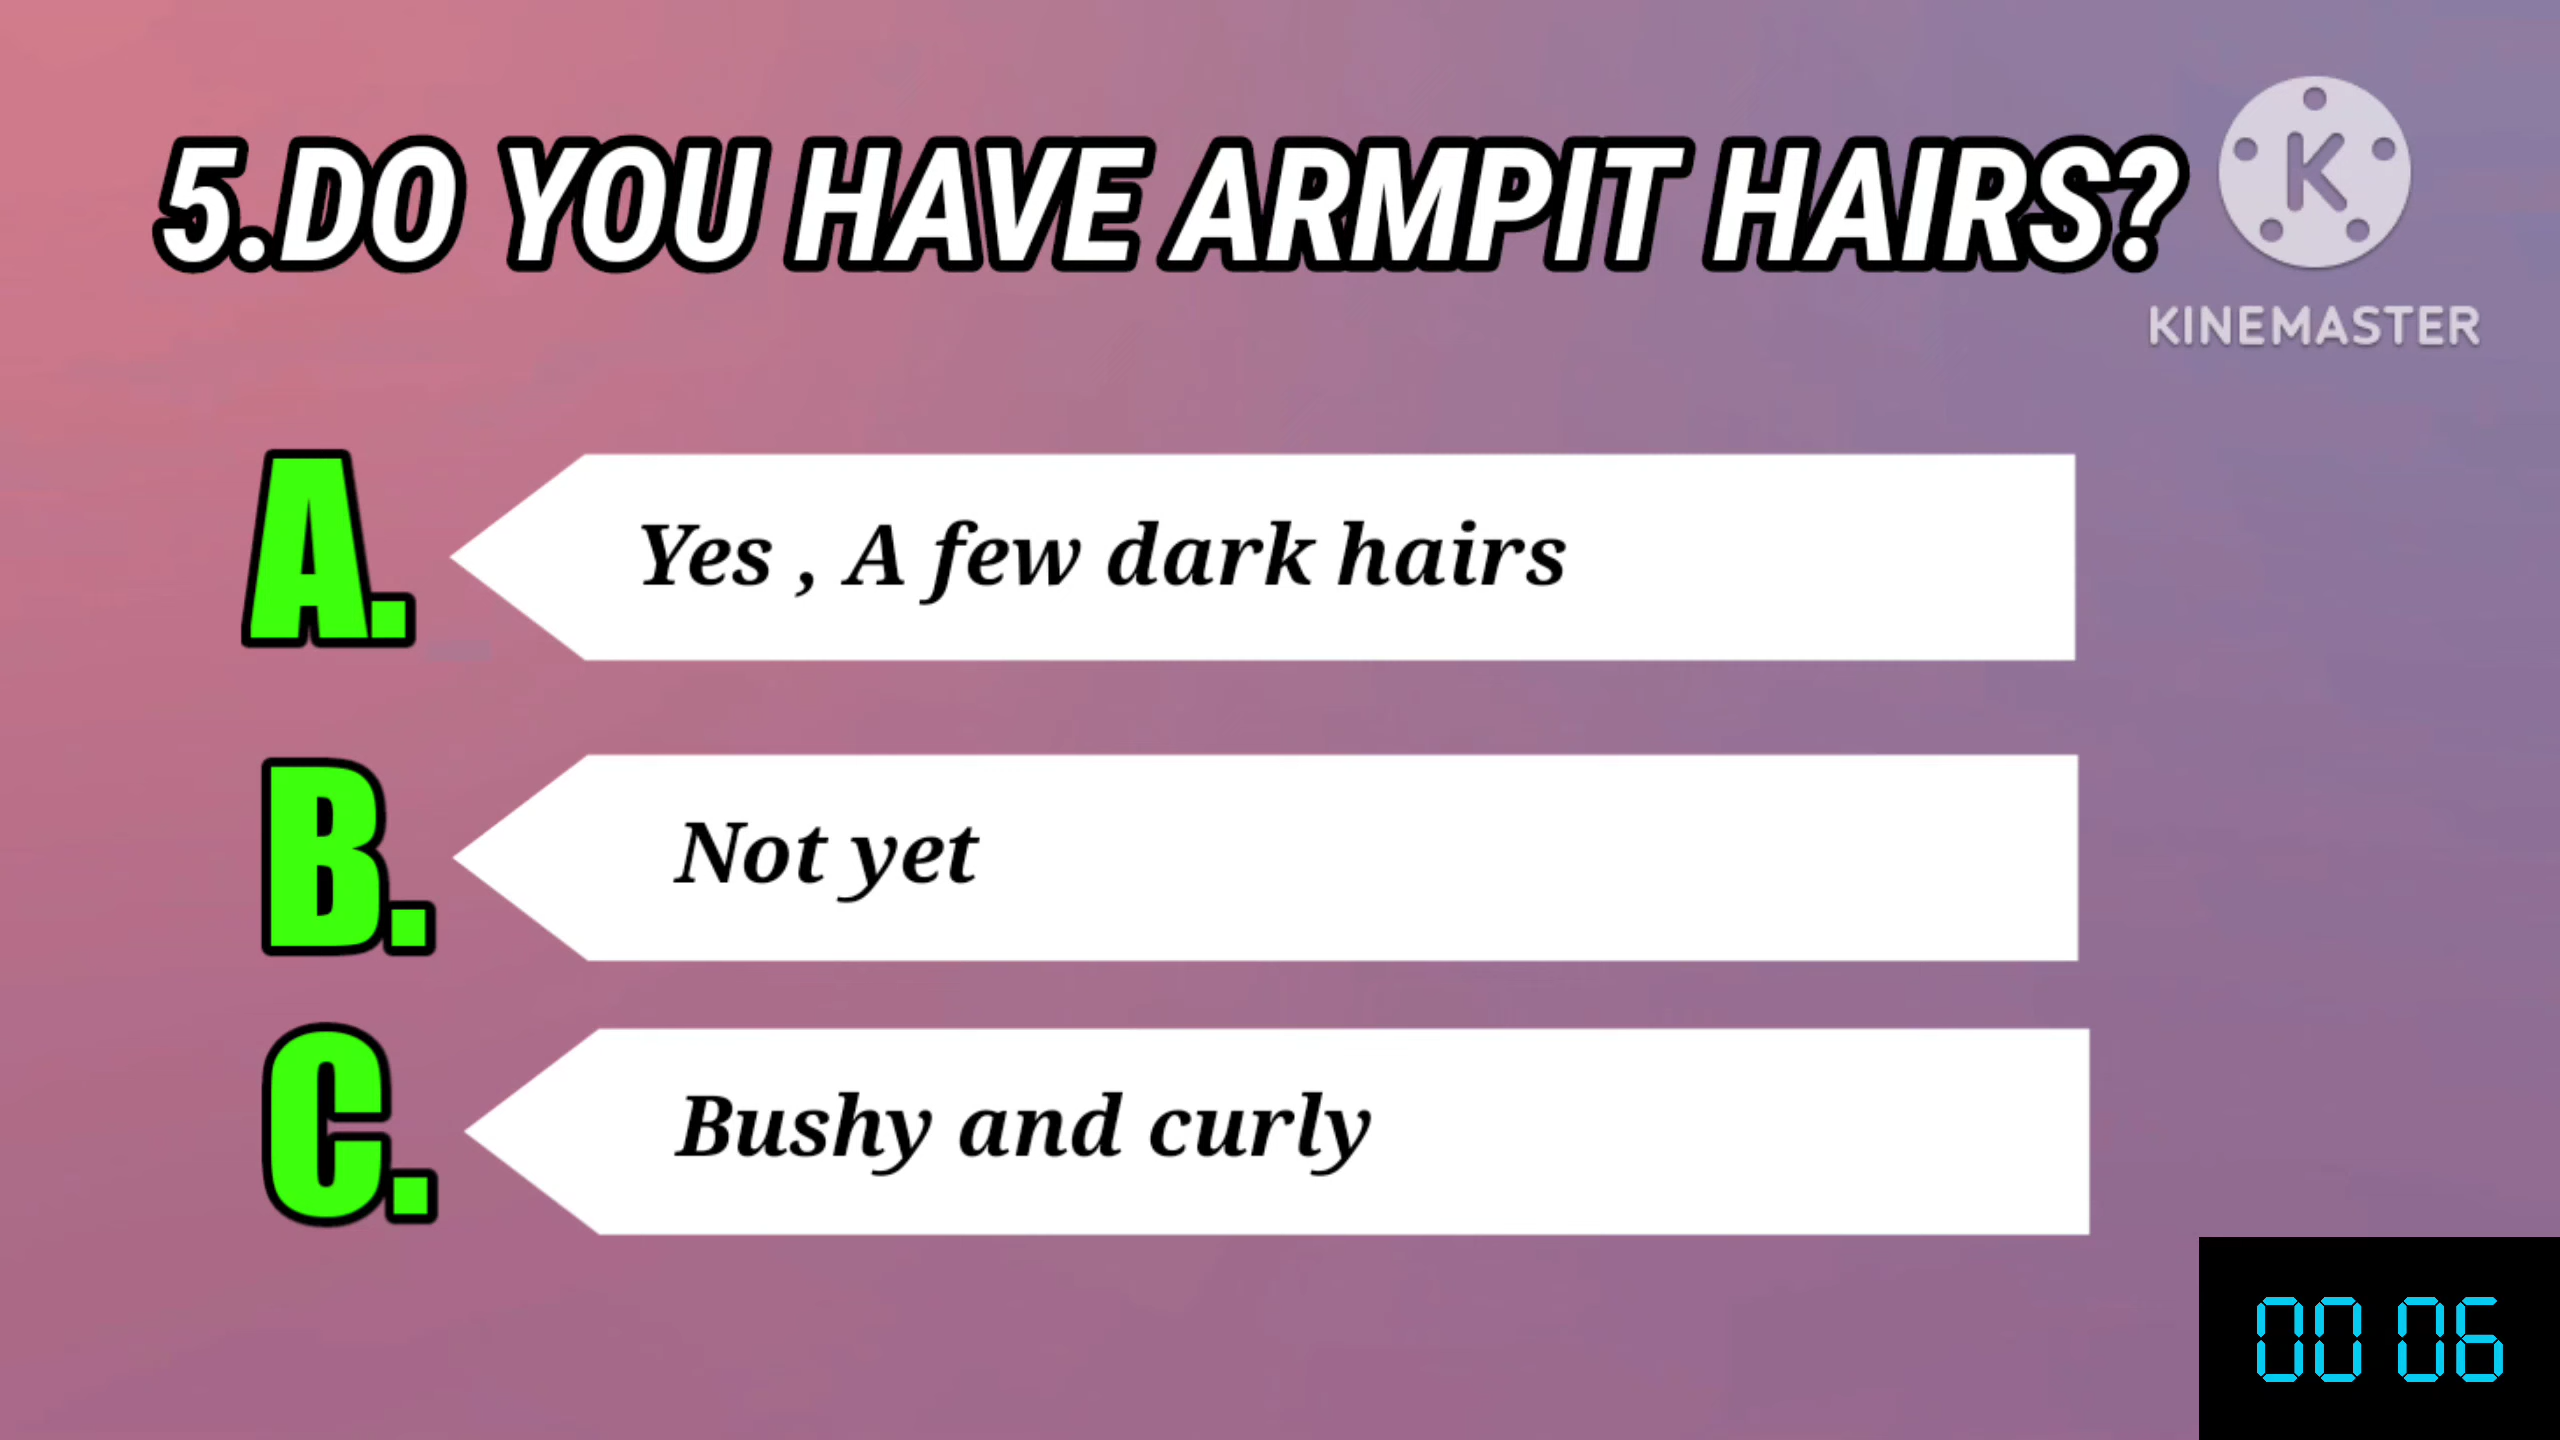 5.DO YOU HAVE ARMPIT HAIRS?
K
KINEMASTER
A.
Yes , A few dark hairs
B.
Not yet
C.
Bushy and curly
00 06